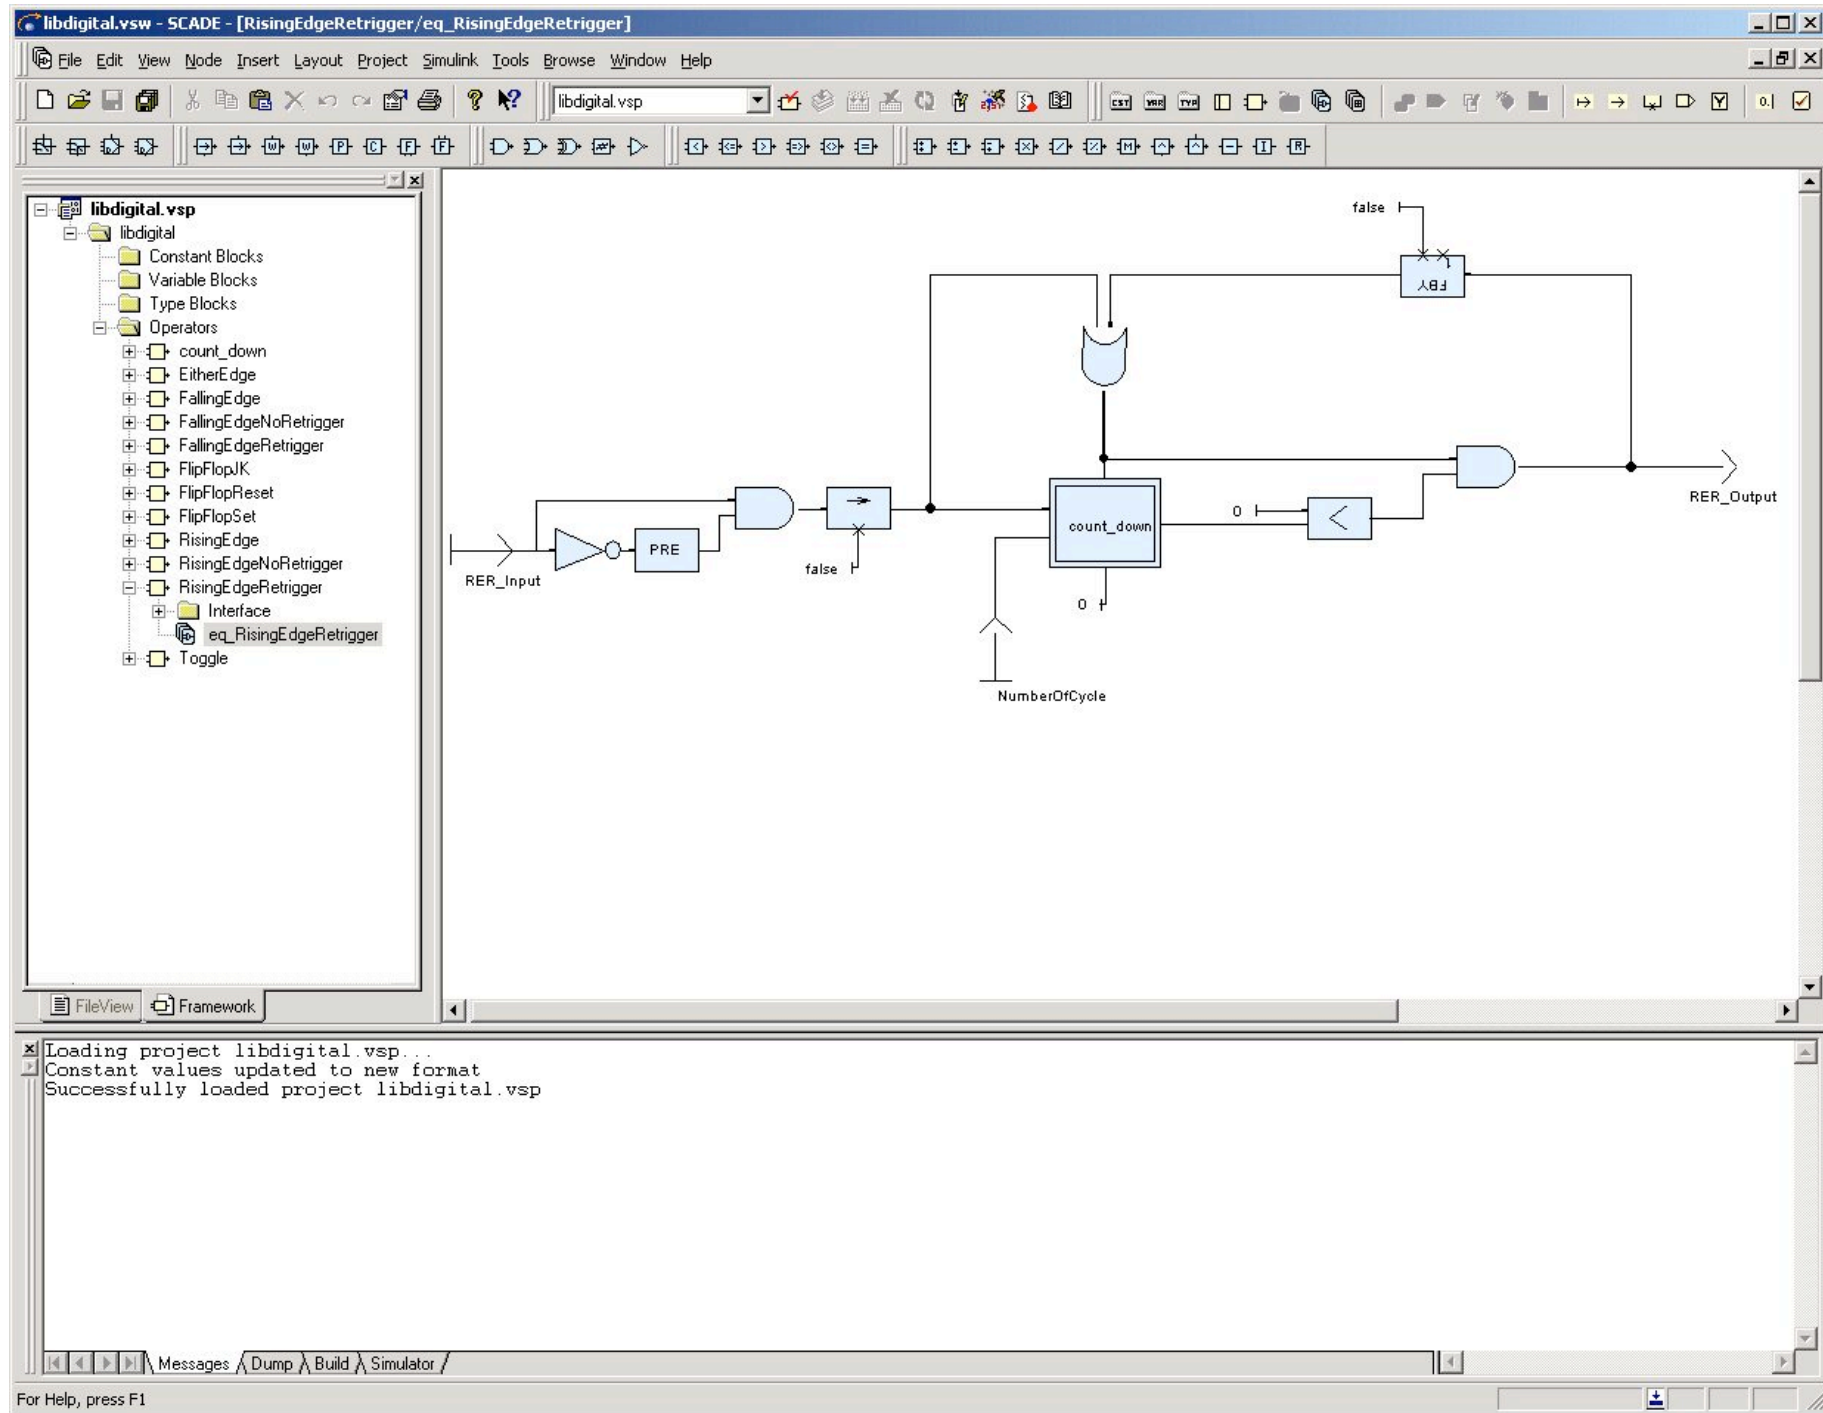 libdigital.vsw - SCADE - [RisingEdgeRetrigger/eq_RisingEdgeRetrigger]
File Edit View Node Insert Layout Project Simulink Tools Browse Window Help
libdigital.vsp
CST VAR TYP
libdigital.vsp
libdigital
Constant Blocks
Variable Blocks
Type Blocks
Operators
count_down
EitherEdge
FallingEdge
FallingEdgeNoRetrigger
FallingEdgeRetrigger
FlipFlopJK
FlipFlopReset
FlipFlopSet
RisingEdge
RisingEdgeNoRetrigger
RisingEdgeRetrigger
Interface
eq_RisingEdgeRetrigger
Toggle
FileView Framework
false
1
FBY
RER_Output
0
<
count_down
PRE
RER_Input
false
0
NumberOfCycle
Loading project libdigital.vsp...
Constant values updated to new format
Successfully loaded project libdigital.vsp
Messages Dump Build Simulator
For Help, press F1